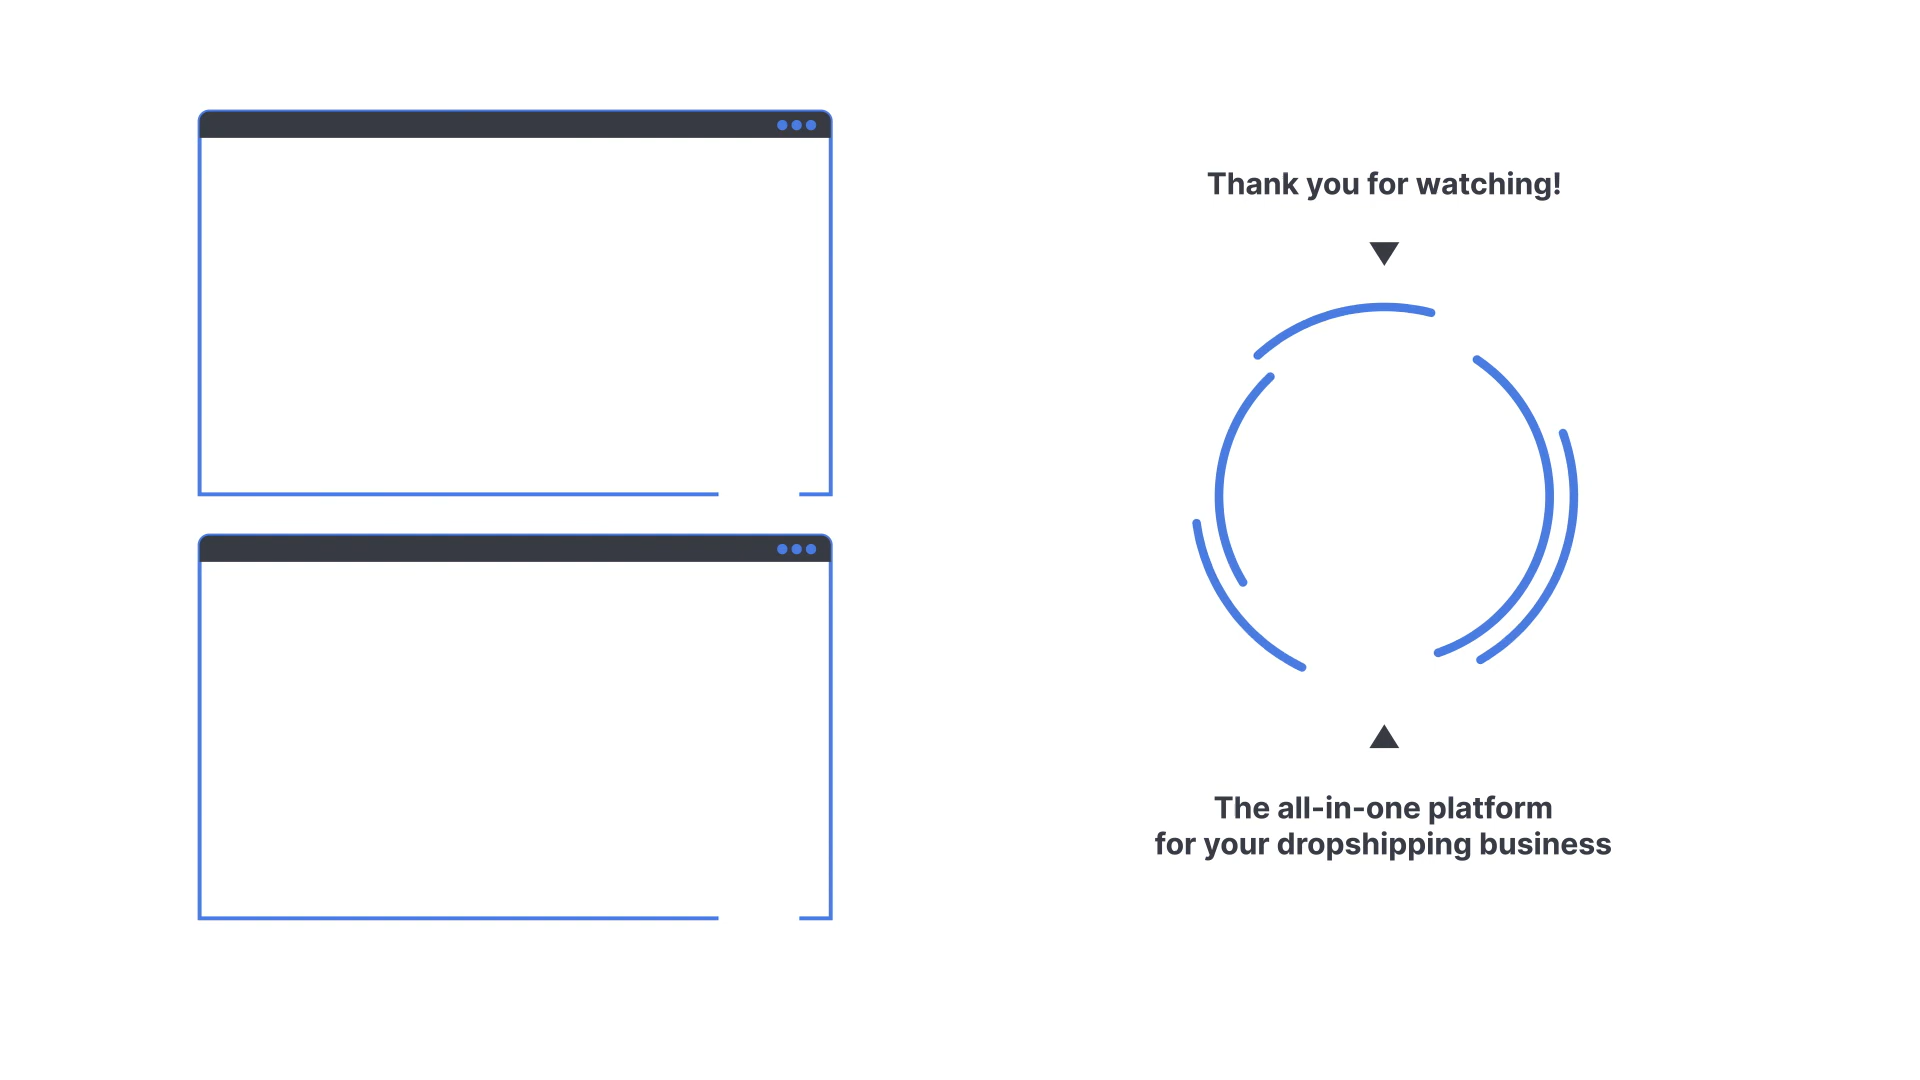 Thank you for watching!
The all-in-one platform
for your dropshipping business